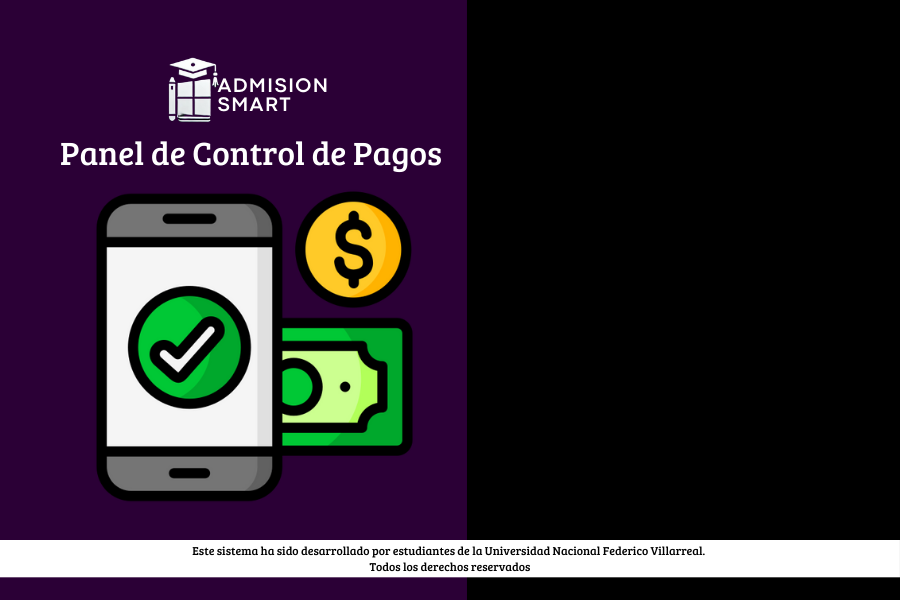 ADMISION
SMART
Panel de Control de Pagos
$
Este sistema ha sido desarrollado por estudiantes de la Universidad Nacional Federico Villarreal.
Todos los derechos reservados